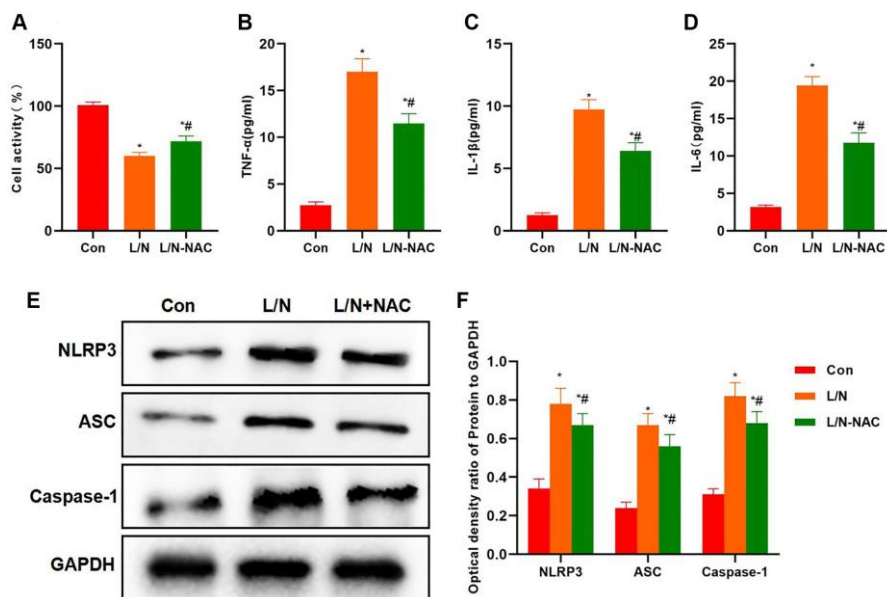 A
Cell activity (%)
150
100
50
0
*
*#
Con L/N L/N-NAC
B
TNF-α(pg/ml)
20
15
10
5
0
*
*#
Con L/N L/N-NAC
C
IL-1β(pg/ml)
15
10
5
0
*
*#
Con L/N L/N-NAC
D
IL-6(pg/ml)
25
20
15
10
5
0
*
*#
Con L/N L/N-NAC
E
Con L/N L/N+NAC
NLRP3
ASC
Caspase-1
GAPDH
F
Optical density ratio of Protein to GAPDH
1.0
0.8
0.6
0.4
0.2
0.0
* *#
* *#
* *#
NLRP3 ASC Caspase-1
Con
L/N
L/N-NAC